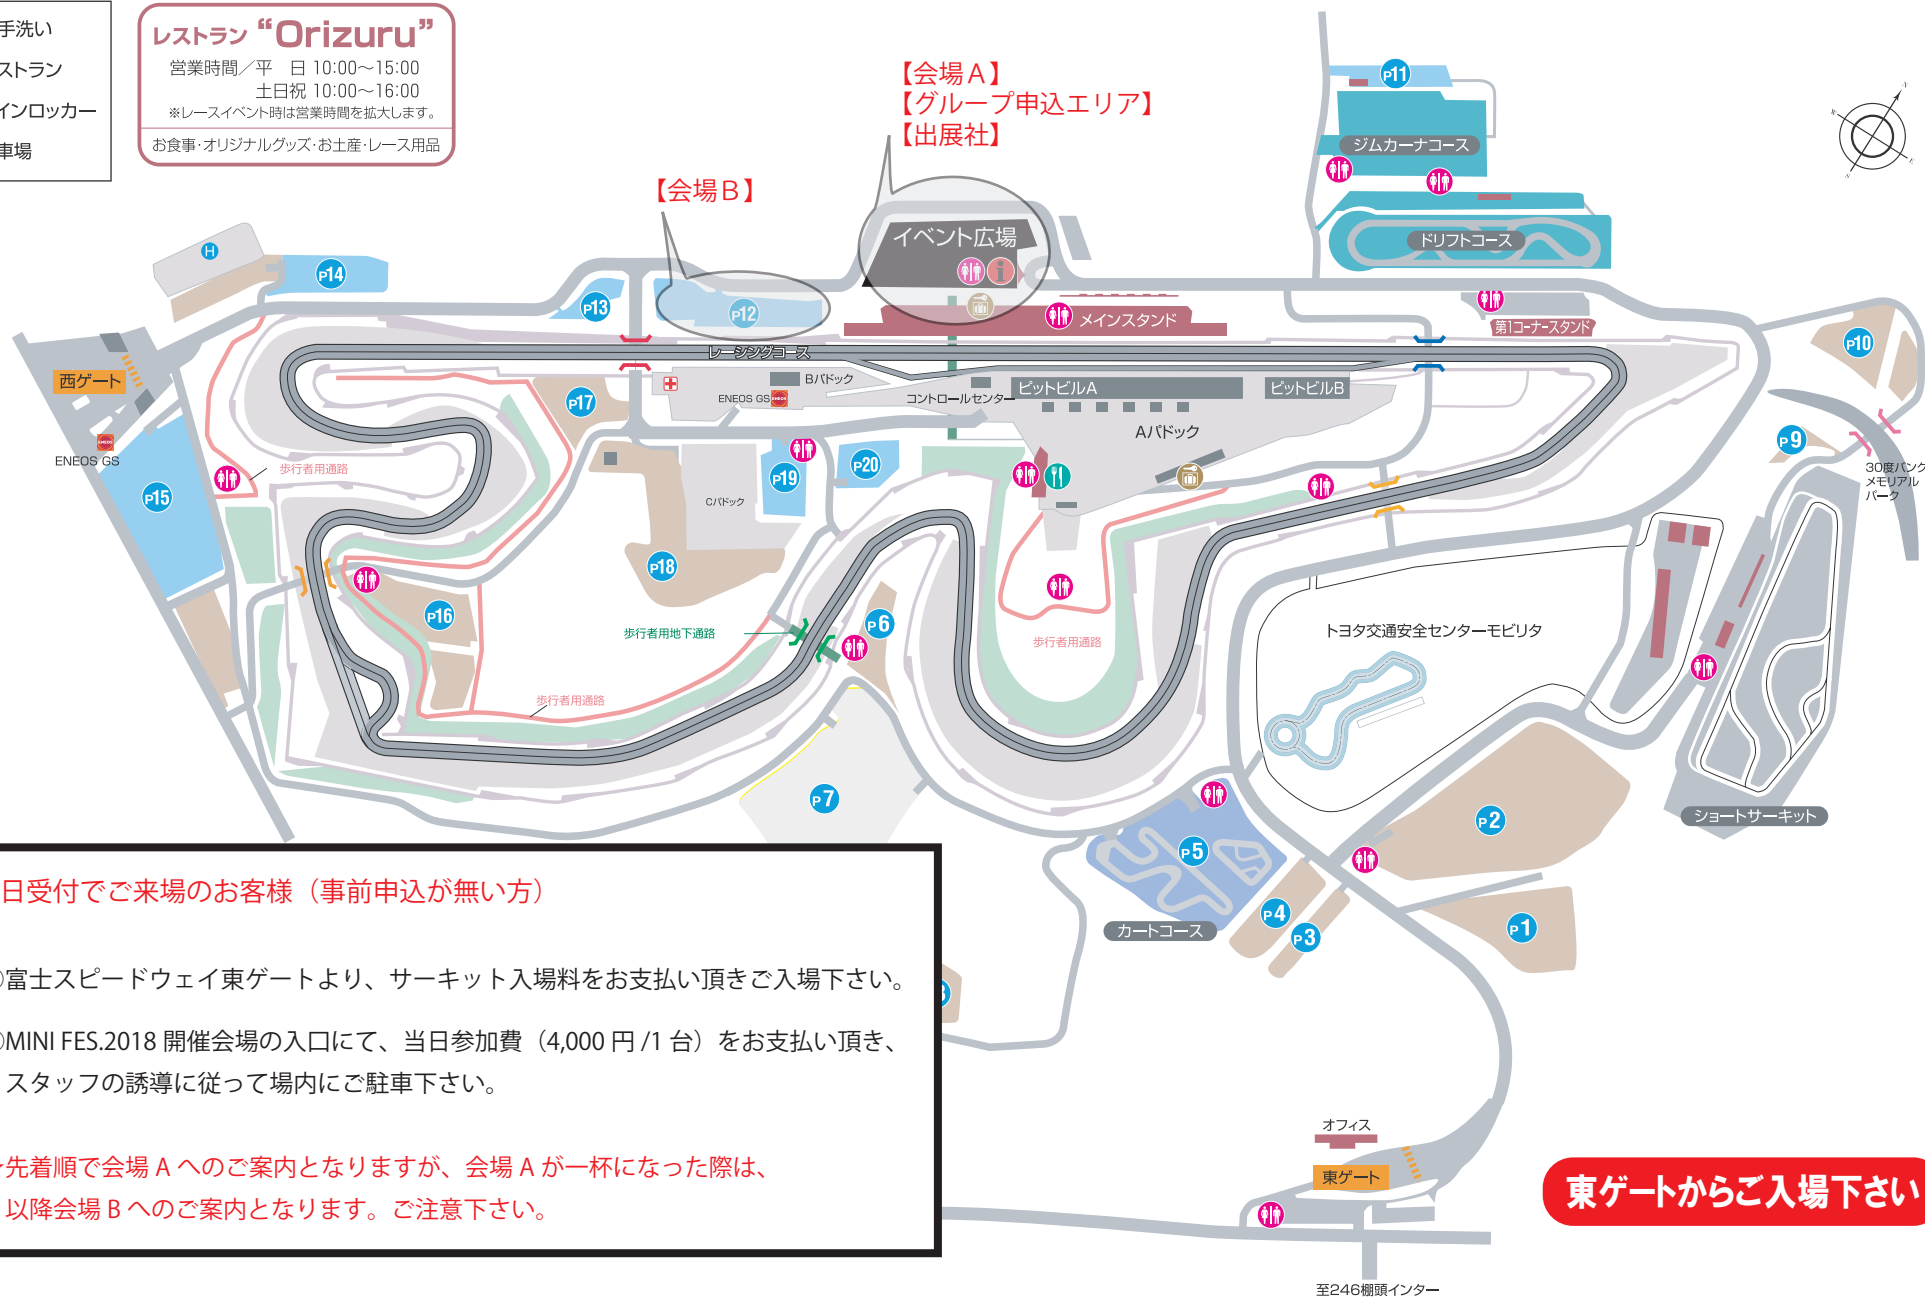 手洗い
ストラン
インロッカー
車場
レストラン “Orizuru”
営業時間／平　日 10:00～15:00
土日祝 10:00～16:00
※レースイベント時は営業時間を拡大します。
お食事・オリジナルグッズ・お土産・レース用品
【会場A】
【グループ申込エリア】
【出展社】
【会場B】
イベント広場
P11
ジムカーナコース
ドリフトコース
H
P14
P13
P12
メインスタンド
第1コーナースタンド
P10
レーシングコース
西ゲート
Bパドック
ENEOS GS
コントロールセンター
ピットビルA
ピットビルB
P17
Aパドック
P9
30度バンク
メモリアル
パーク
ENEOS GS
歩行者用通路
P15
P19
P20
Cパドック
P18
P16
歩行者用地下通路
P6
歩行者用通路
トヨタ交通安全センターモビリタ
歩行者用通路
P7
P2
ショートサーキット
P5
カートコース
P4
P3
P1
日受付でご来場のお客様（事前申込が無い方）
富士スピードウェイ東ゲートより、サーキット入場料をお支払い頂きご入場下さい。
MINI FES.2018 開催会場の入口にて、当日参加費（4,000 円 /1 台）をお支払い頂き、
スタッフの誘導に従って場内にご駐車下さい。
先着順で会場 A へのご案内となりますが、会場 A が一杯になった際は、
以降会場 B へのご案内となります。ご注意下さい。
オフィス
東ゲート
東ゲートからご入場下さい
至246棚頭インター